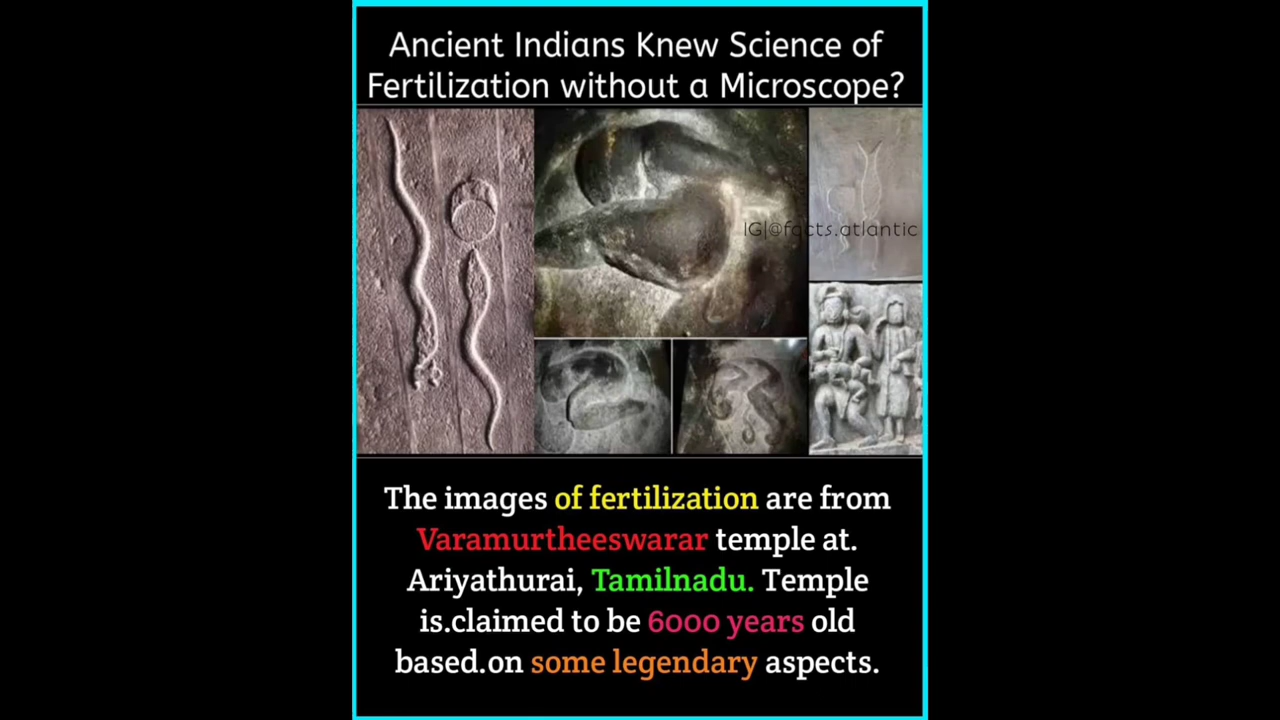 Ancient Indians Knew Science of
Fertilization without a Microscope?
IG|@facts.atlantic
The images of fertilization are from
Varamurtheeswarar temple at.
Ariyathurai, Tamilnadu. Temple
is.claimed to be 6000 years old
based.on some legendary aspects.